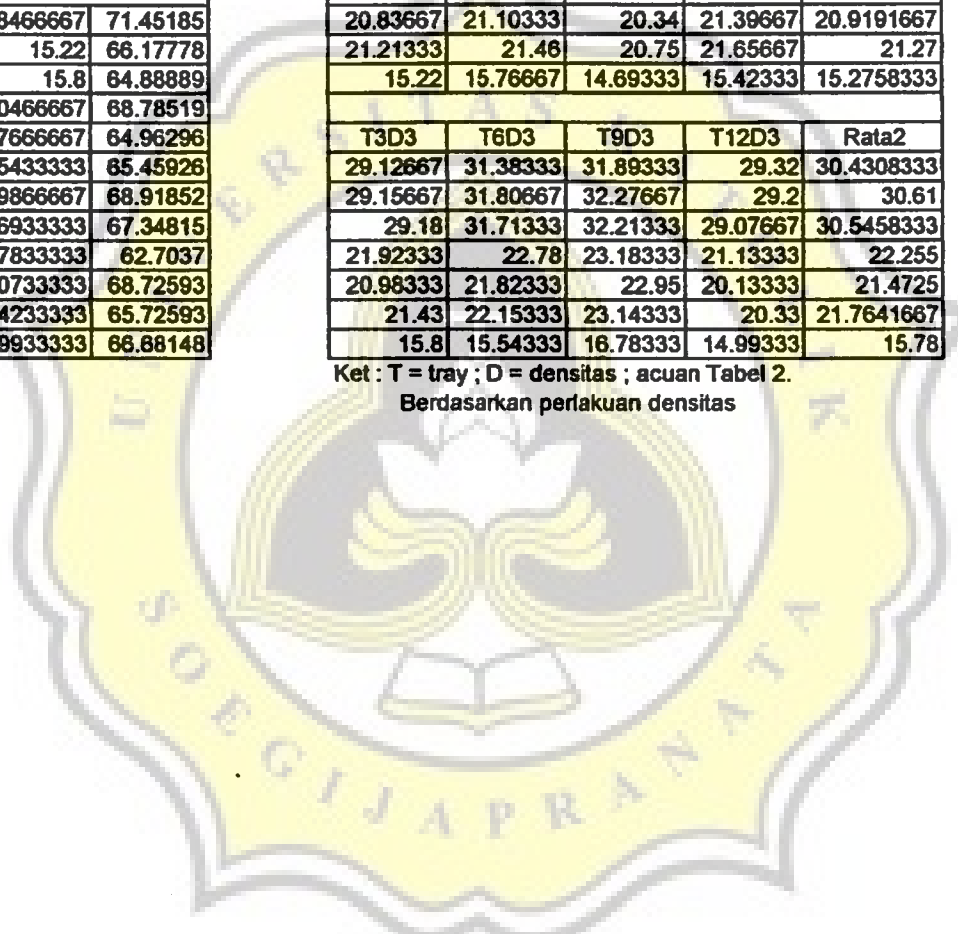 8466667 71.45185
15.22 66.17778
15.8 64.88889
0466667 68.78519
7666667 64.96296
5433333 65.45926
9866667 68.91852
6933333 67.34815
7833333 62.7037
0733333 68.72593
4233333 65.72593
9933333 66.68148
20.83667 21.10333 20.34 21.39667 20.9191667
21.21333 21.46 20.75 21.65667 21.27
15.22 15.76667 14.69333 15.42333 15.2758333
T3D3 T6D3 T9D3 T12D3 Rata2
29.12667 31.38333 31.89333 29.32 30.4308333
29.15667 31.80667 32.27667 29.2 30.61
29.18 31.71333 32.21333 29.07667 30.5458333
21.92333 22.78 23.18333 21.13333 22.255
20.98333 21.82333 22.95 20.13333 21.4725
21.43 22.15333 23.14333 20.33 21.7641667
15.8 15.54333 16.78333 14.99333 15.78
Ket : T = tray ; D = densitas ; acuan Tabel 2.
Berdasarkan perlakuan densitas
SOEGIJAPRANATA